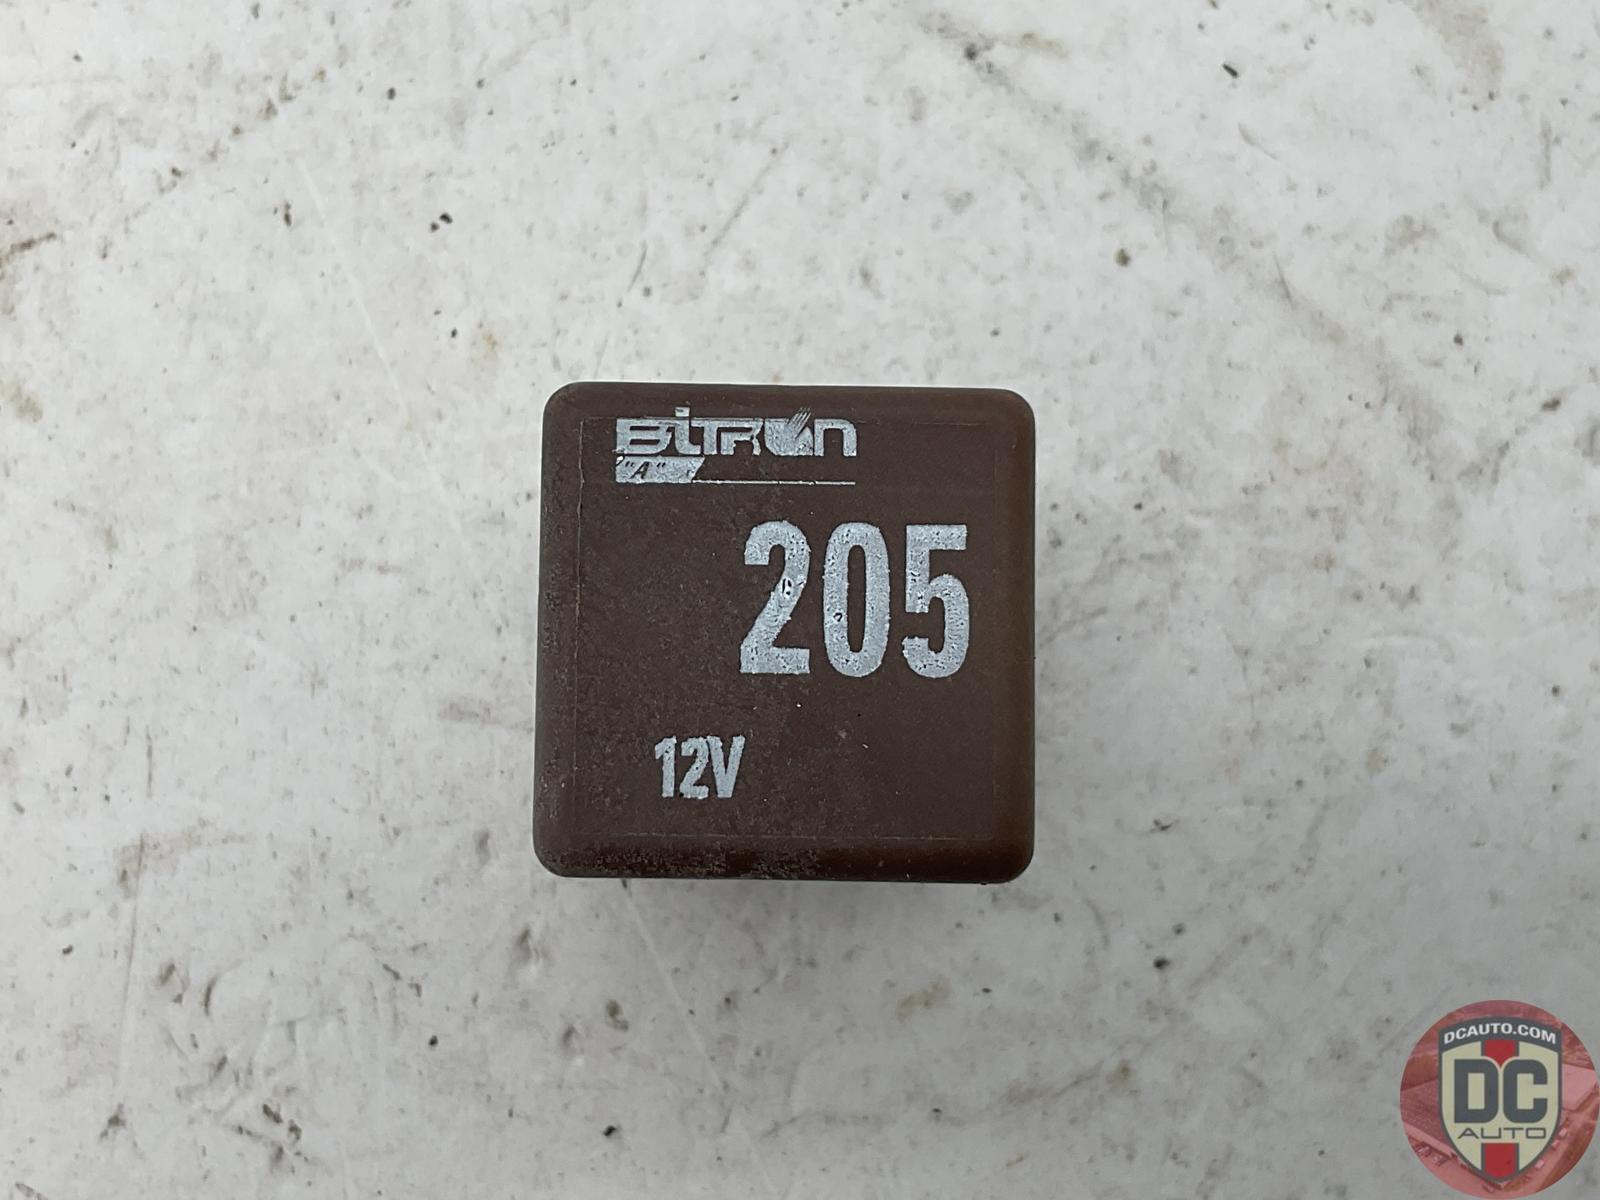 BiTRON
"A"
205
12V
DCAUTO.COM
DC
AUTO